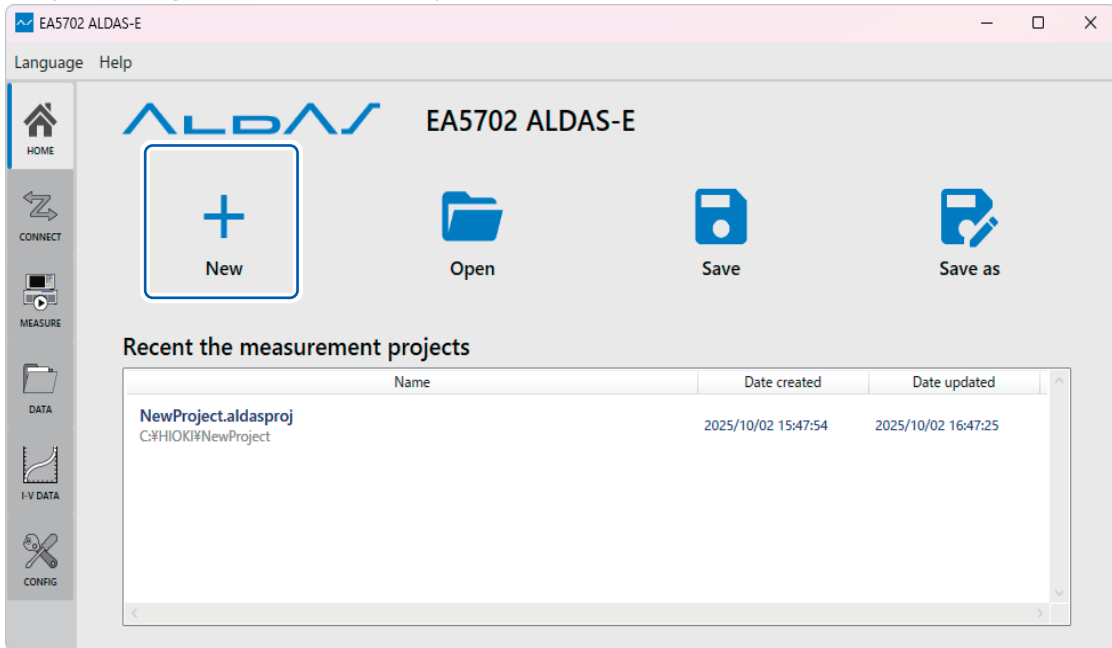 EA5702 ALDAS-E
Language Help
HOME
ALDAS EA5702 ALDAS-E
CONNECT
New Open Save Save as
MEASURE
Recent the measurement projects
Name Date created Date updated
DATA
NewProject.aldasproj
2025/10/02 15:47:54 2025/10/02 16:47:25
C:¥HIOKI¥NewProject
I-V DATA
CONFIG